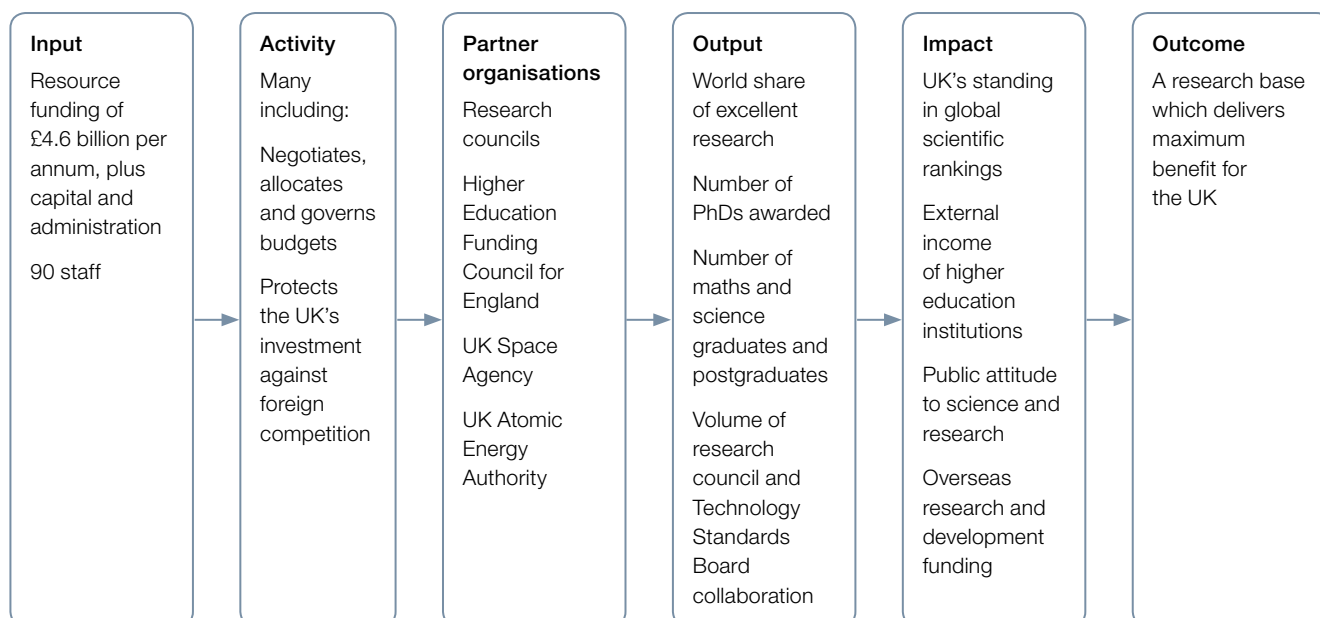 Input
Resource
funding of
£4.6 billion per
annum, plus
capital and
administration
90 staff
Activity
Many
including:
Negotiates,
allocates
and governs
budgets
Protects
the UK’s
investment
against
foreign
competition
Partner
organisations
Research
councils
Higher
Education
Funding
Council for
England
UK Space
Agency
UK Atomic
Energy
Authority
Output
World share
of excellent
research
Number of
PhDs awarded
Number of
maths and
science
graduates and
postgraduates
Volume of
research
council and
Technology
Standards
Board
collaboration
Impact
UK’s standing
in global
scientific
rankings
External
income
of higher
education
institutions
Public attitude
to science and
research
Overseas
research and
development
funding
Outcome
A research base
which delivers
maximum
benefit for
the UK